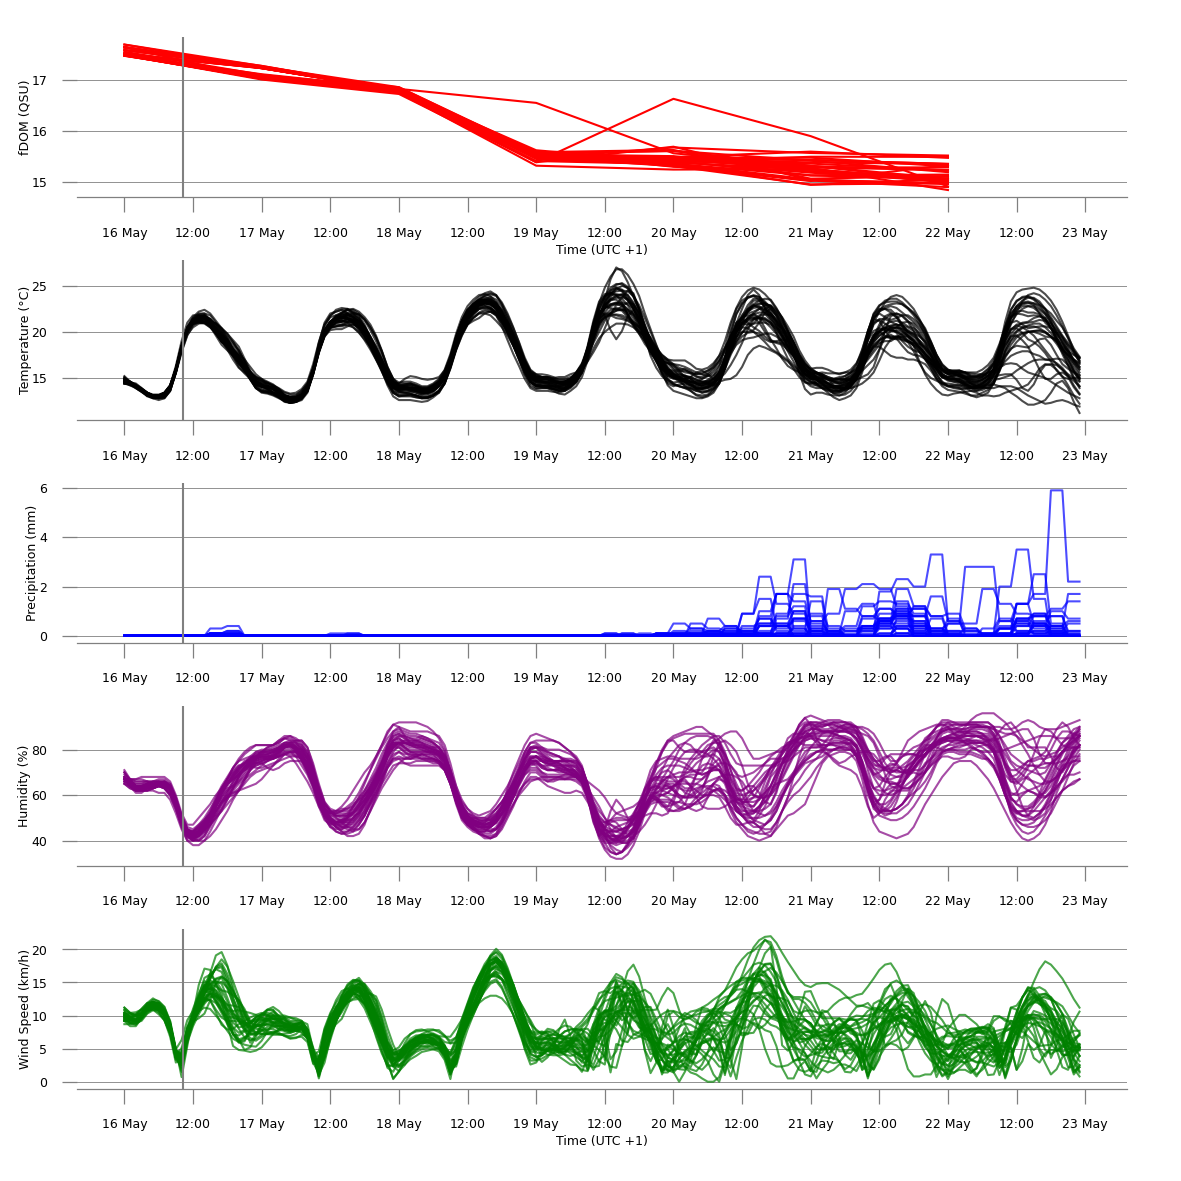 fDOM (QSU)
17
16
15
16 May 12:00 17 May 12:00 18 May 12:00 19 May 12:00 20 May 12:00 21 May 12:00 22 May 12:00 23 May
Time (UTC +1)
Temperature (°C)
25
20
15
16 May 12:00 17 May 12:00 18 May 12:00 19 May 12:00 20 May 12:00 21 May 12:00 22 May 12:00 23 May
Precipitation (mm)
6
4
2
0
16 May 12:00 17 May 12:00 18 May 12:00 19 May 12:00 20 May 12:00 21 May 12:00 22 May 12:00 23 May
Humidity (%)
80
60
40
16 May 12:00 17 May 12:00 18 May 12:00 19 May 12:00 20 May 12:00 21 May 12:00 22 May 12:00 23 May
Wind Speed (km/h)
20
15
10
5
0
16 May 12:00 17 May 12:00 18 May 12:00 19 May 12:00 20 May 12:00 21 May 12:00 22 May 12:00 23 May
Time (UTC +1)